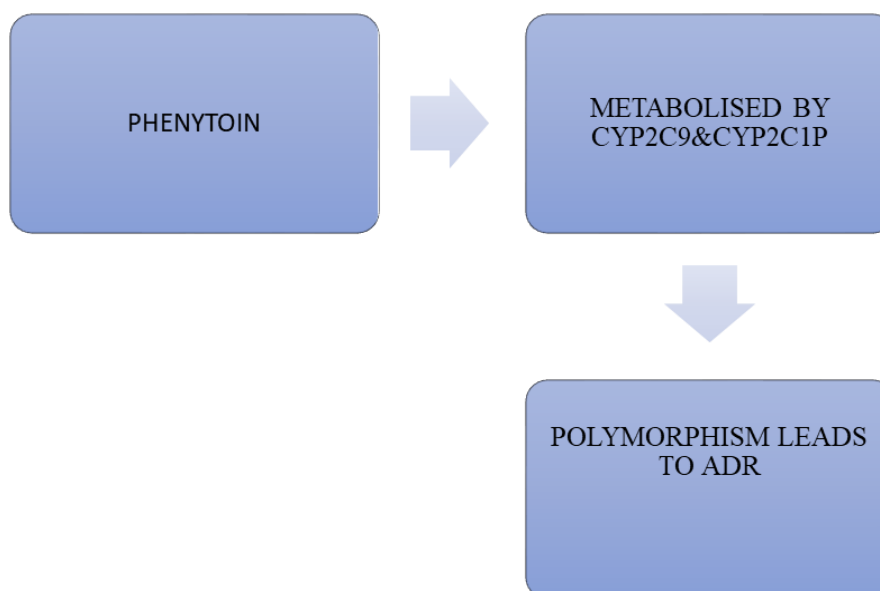 PHENYTOIN
METABOLISED BY
CYP2C9&CYP2C1P
POLYMORPHISM LEADS
TO ADR